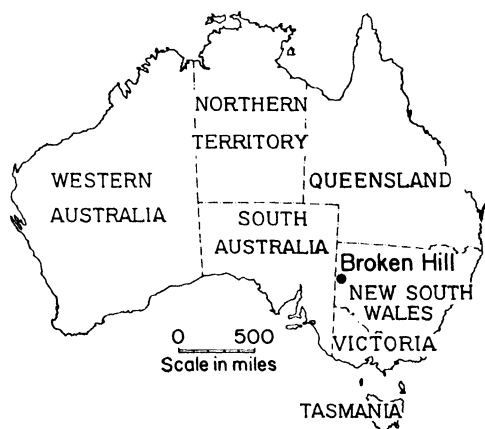 NORTHERN
TERRITORY
WESTERN
AUSTRALIA
QUEENSLAND
SOUTH
AUSTRALIA
Broken Hill
NEW SOUTH
WALES
VICTORIA
0 500
Scale in miles
TASMANIA